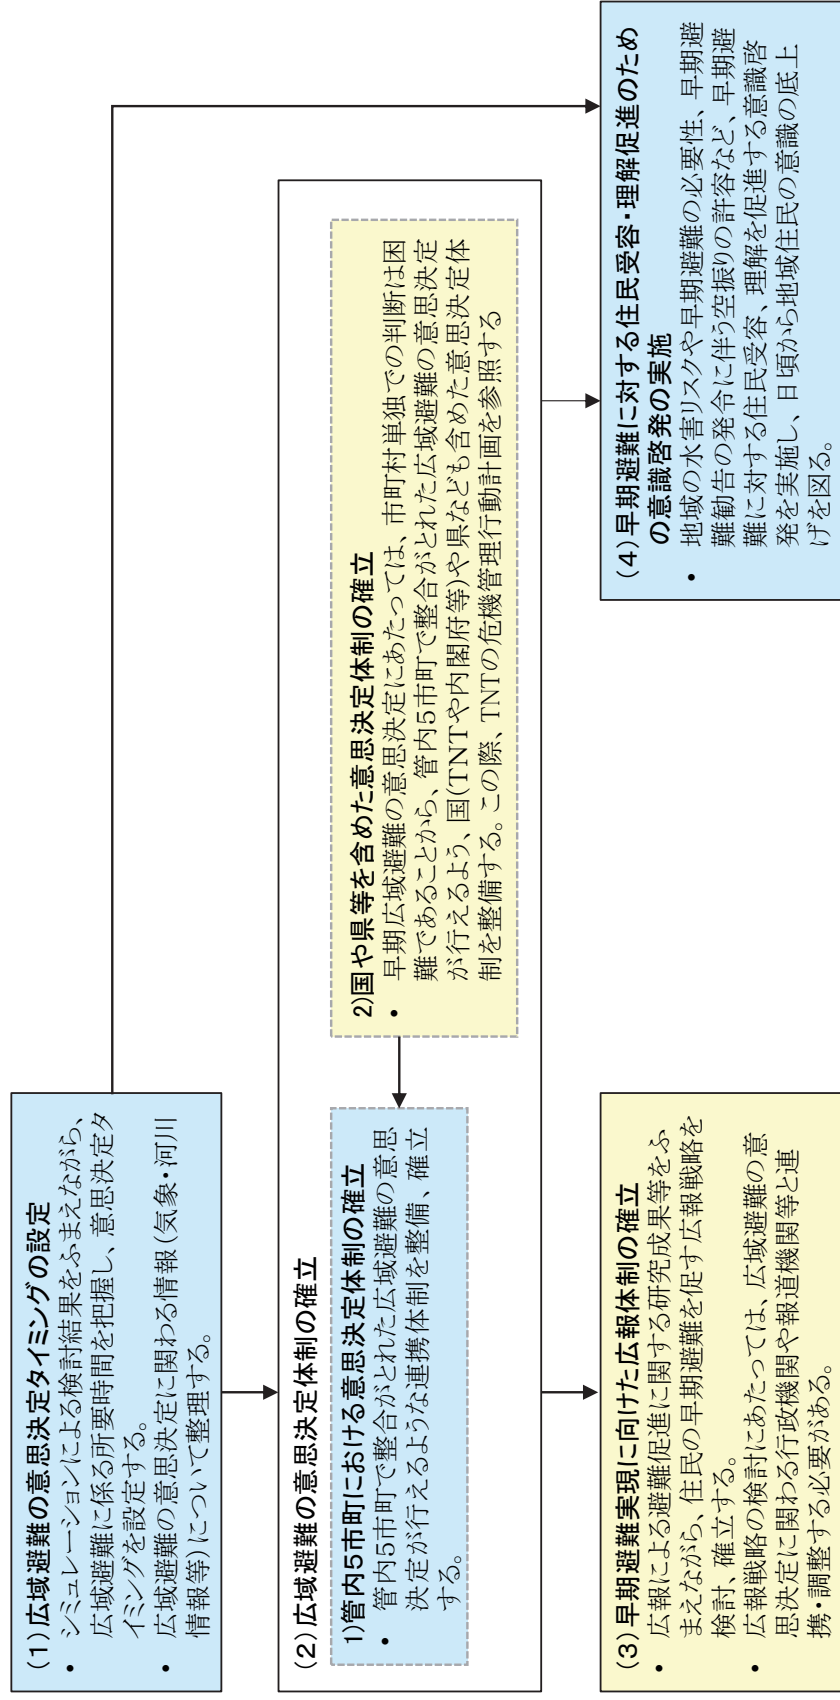 (1)広域避難の意思決定タイミングの設定
• シミュレーションによる検討結果をふまえながら、
広域避難に係る所要時間を把握し、意思決定タ
イミングを設定する。
• 広域避難の意思決定に関わる情報(気象・河川
情報等)について整理する。
(2)広域避難の意思決定体制の確立
1)管内5市町における意思決定体制の確立
• 管内5市町で整合がとれた広域避難の意思
決定が行えるような連携体制を整備、確立
する。
2)国や県等を含めた意思決定体制の確立
• 早期広域避難の意思決定にあたっては、市町村単独での判断は困
難であることから、管内5市町で整合がとれた広域避難の意思決定
が行えるよう、国(TNTや内閣府等)や県なども含めた意思決定体
制を整備する。この際、TNTの危機管理行動計画を参照する
(3)早期避難実現に向けた広報体制の確立
• 広報による避難促進に関する研究成果等をふ
まえながら、住民の早期避難を促す広報戦略を
検討、確立する。
• 広報戦略の検討にあたっては、広域避難の意
思決定に関わる行政機関や報道機関等と連
携・調整する必要がある。
(4)早期避難に対する住民受容・理解促進のため
の意識啓発の実施
• 地域の水害リスクや早期避難の必要性、早期避
難勧告の発令に伴う空振りの許容など、早期避
難に対する住民受容、理解を促進する意識啓
発を実施し、日頃から地域住民の意識の底上
げを図る。